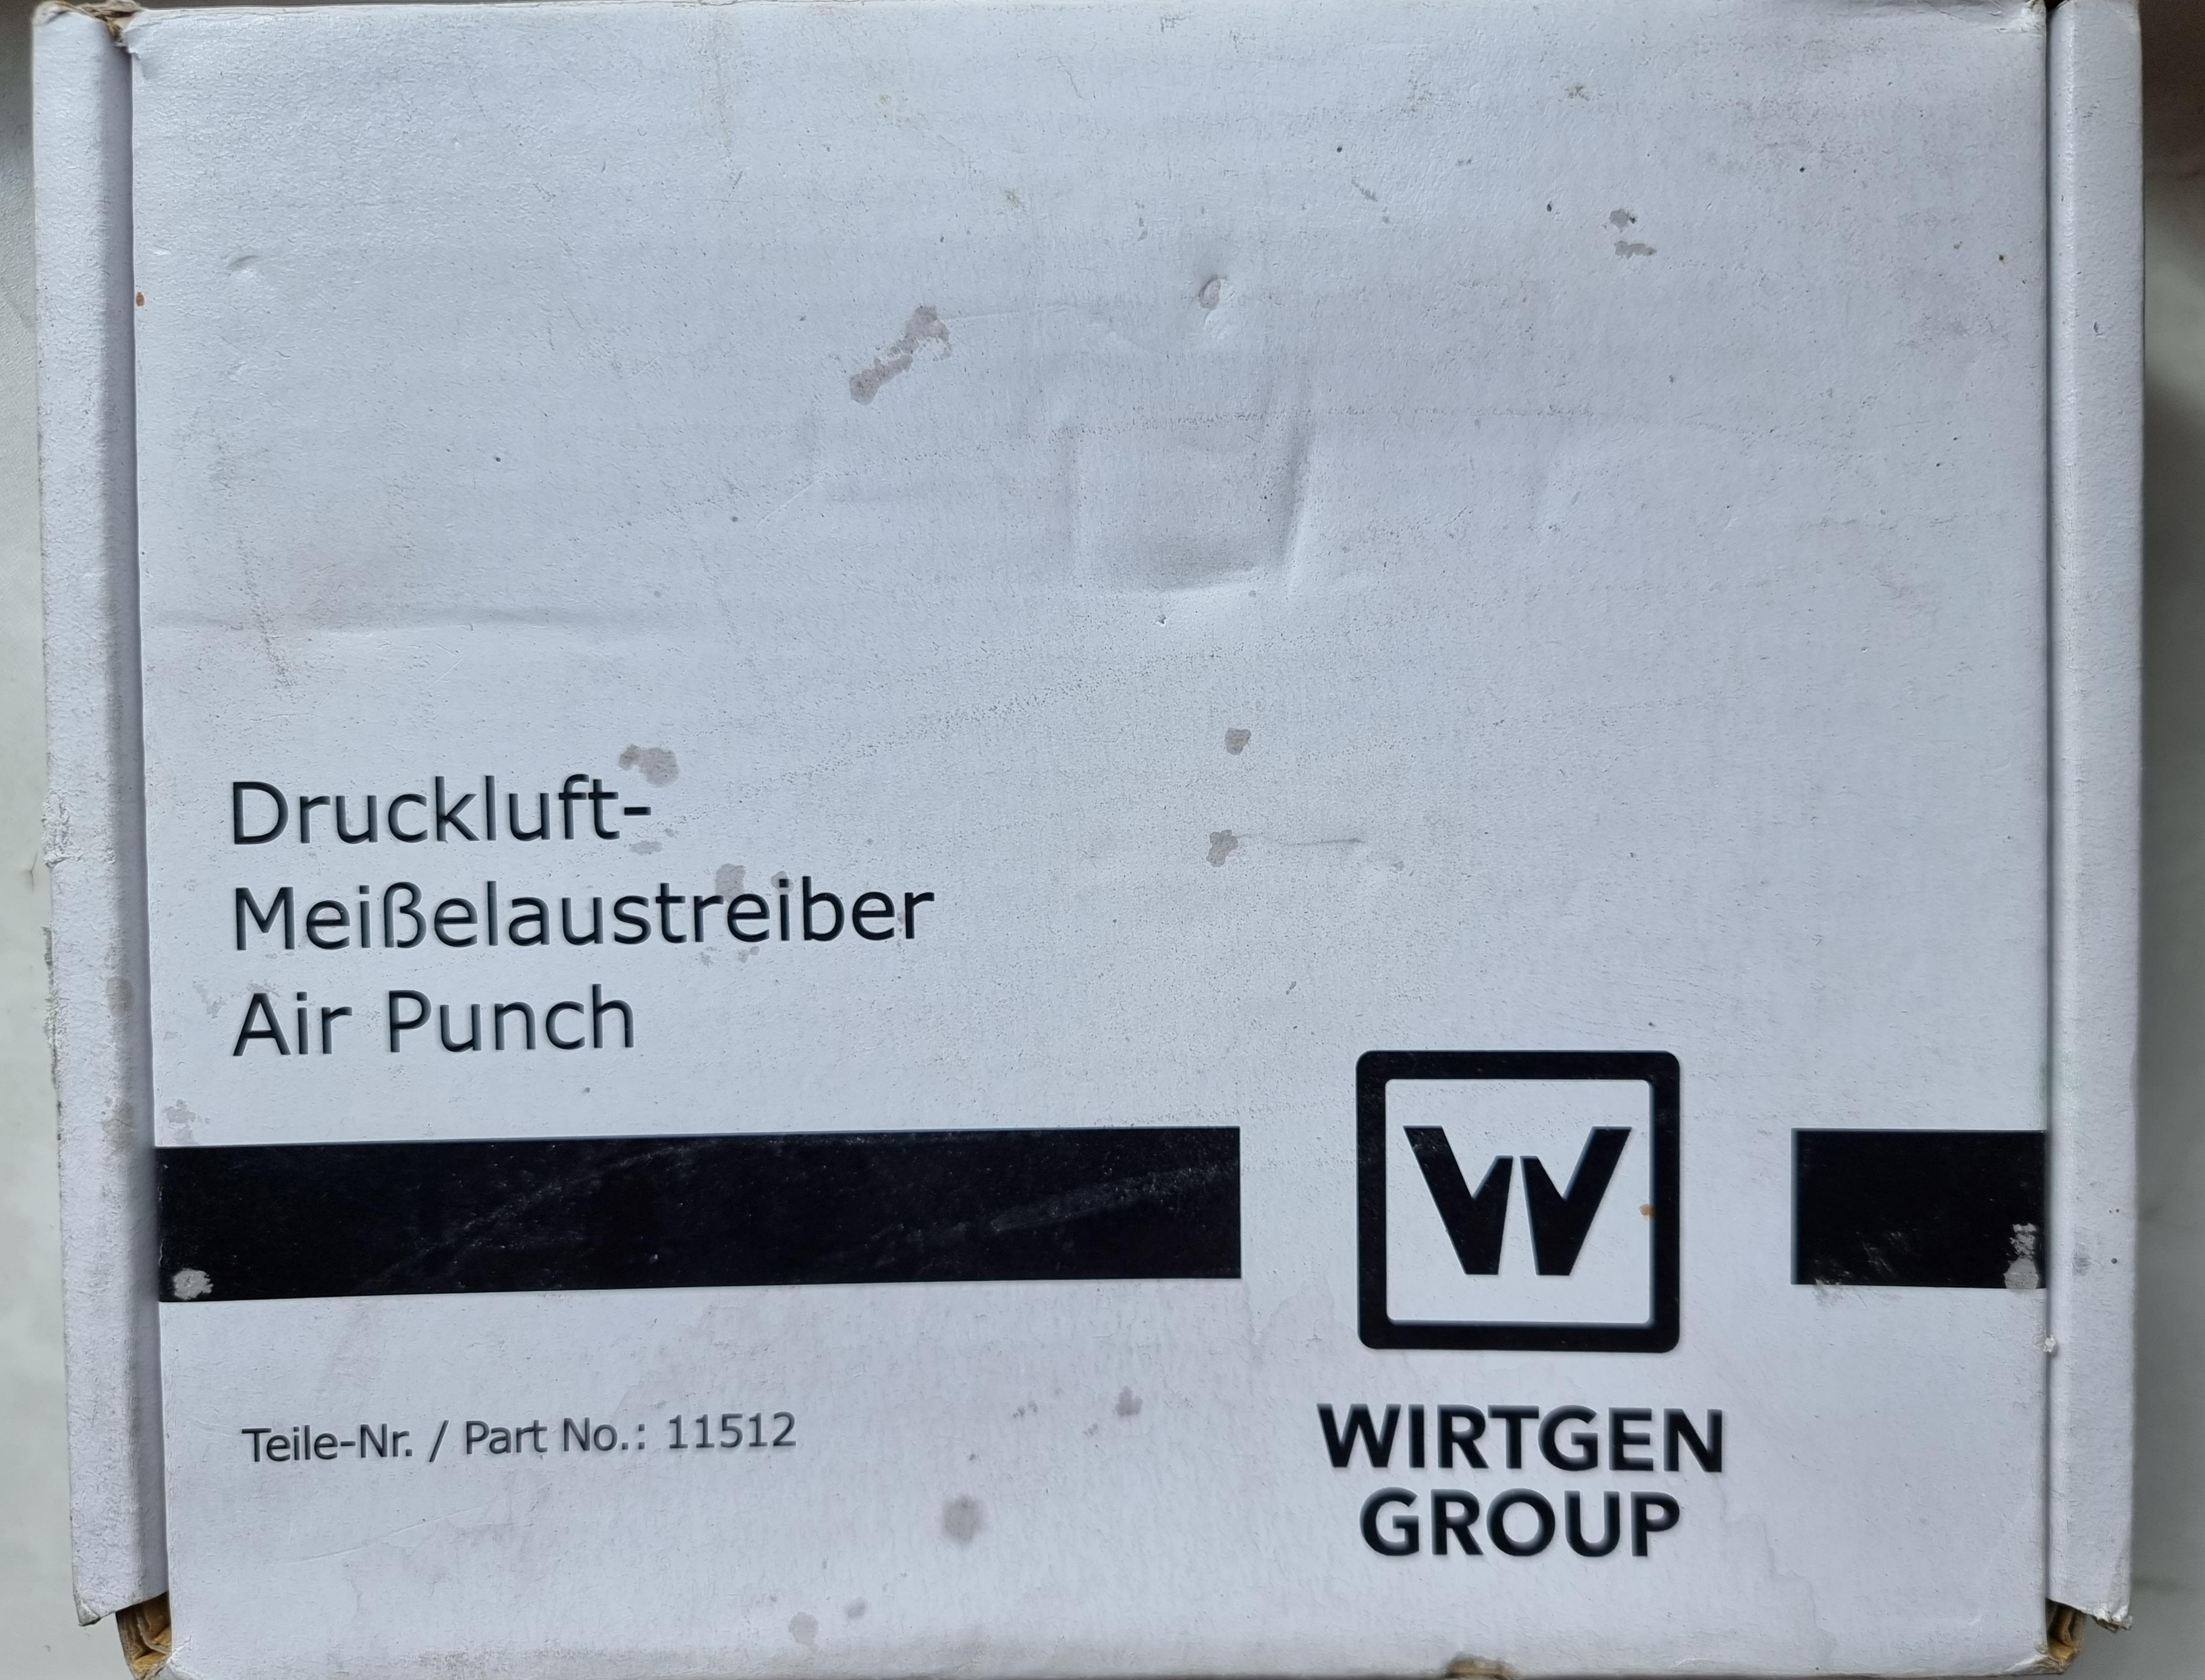 Druckluft-
Meißelaustreiber
Air Punch
W
Teile-Nr. / Part No.: 11512
WIRTGEN
GROUP